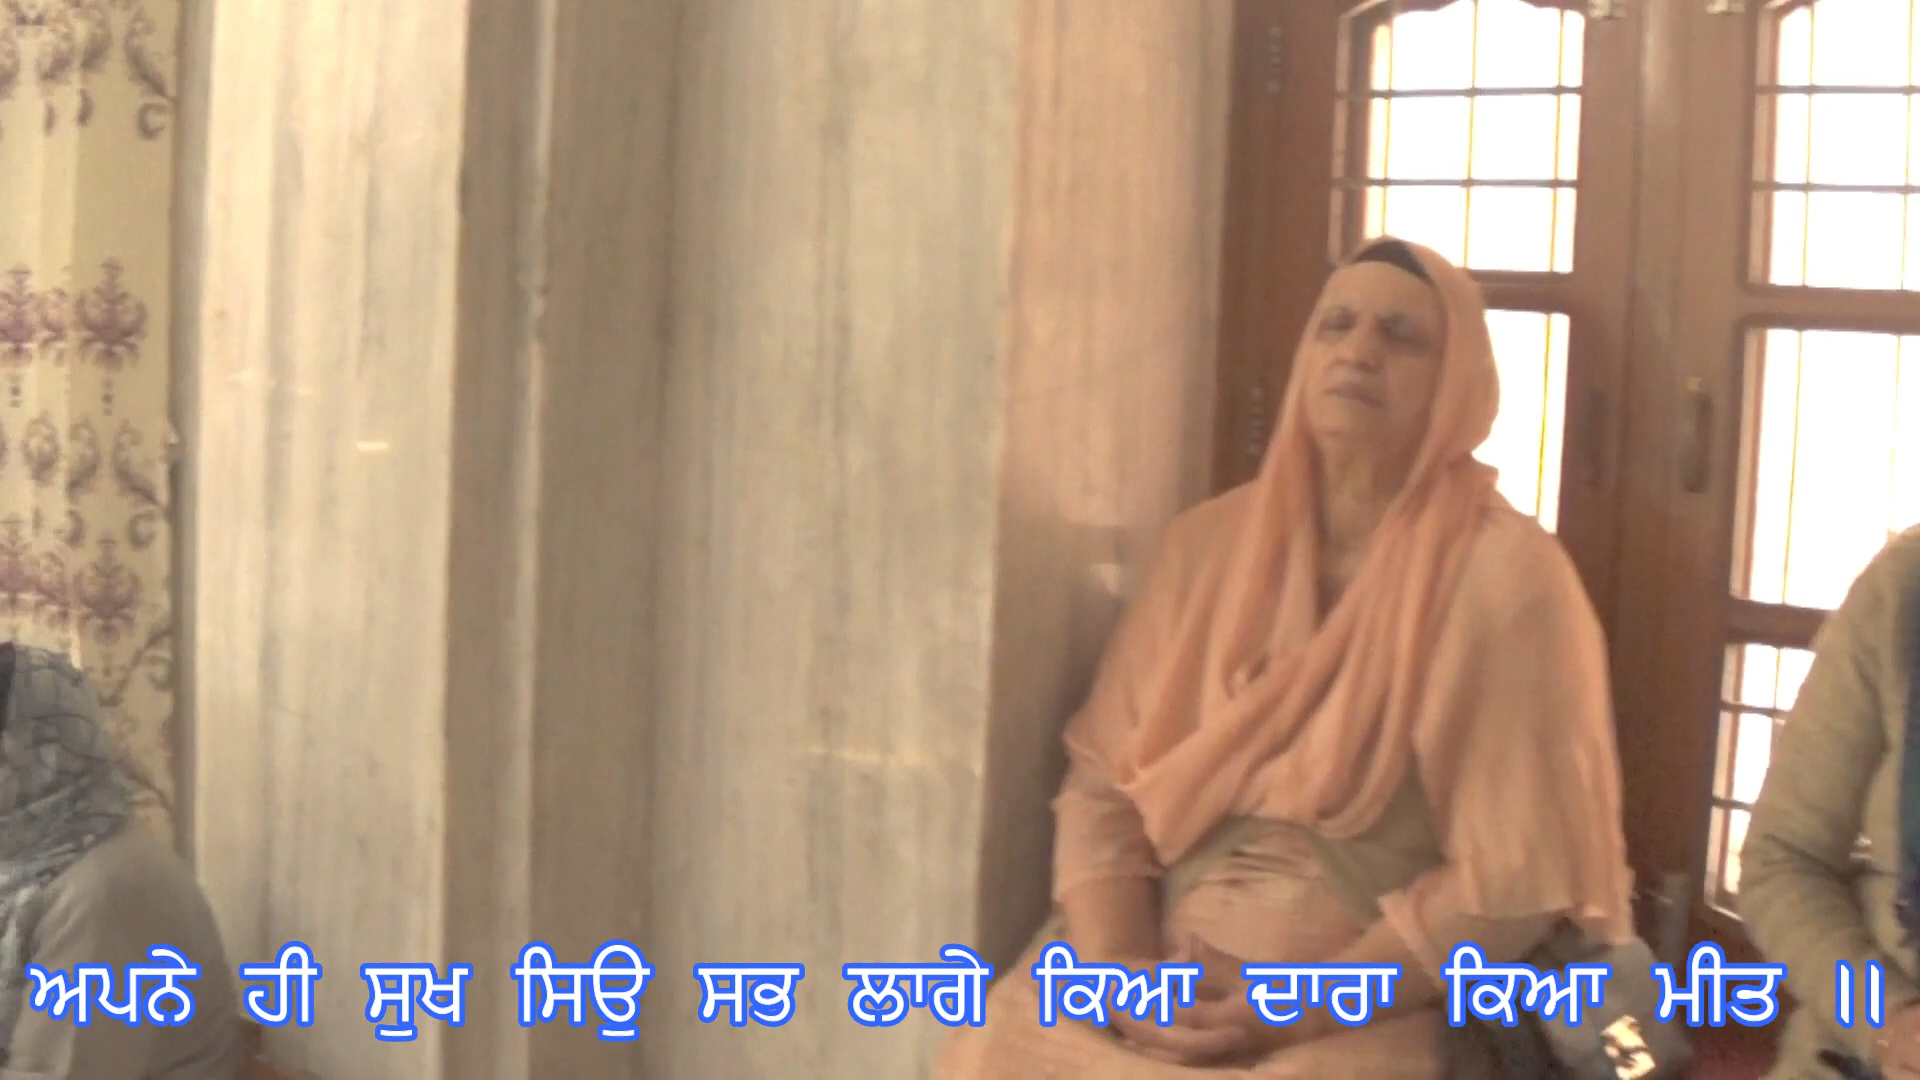 ਅਪਨੇ ਹੀ ਸੁਖ ਸਿਉ ਸਭ ਲਾਗੇ ਕਿਆ ਦਾਰਾ ਕਿਆ ਮੀਤ ॥